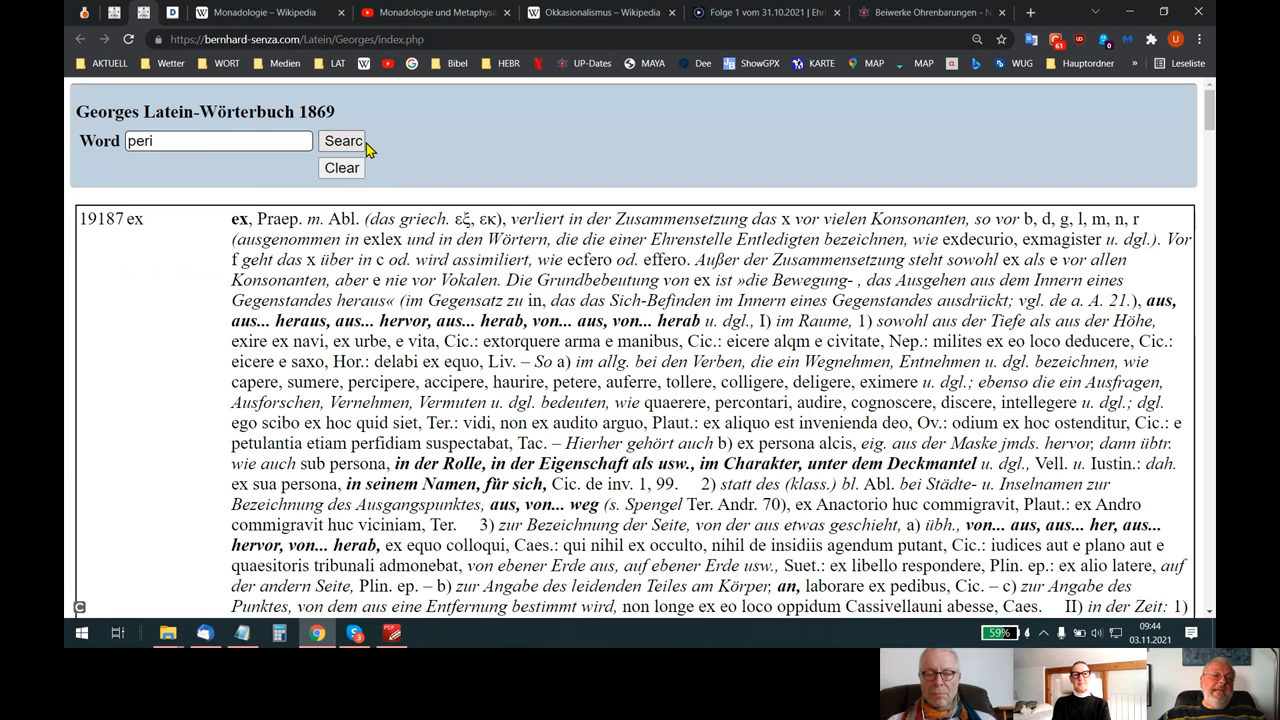 Monadologie – Wikipedia
Monadologie und Metaphysi
Okkasionalismus – Wikipedia
Folge 1 vom 31.10.2021 | Ehrl
Beiwerke Ohrenbarungen - N
https://bernhard-senza.com/Latein/Georges/index.php
61
0
U
AKTUELL
Wetter
WORT
Medien
LAT
Bibel
HEBR
UP-Dates
MAYA
Dee
ShowGPX
KARTE
MAP
MAP
WUG
Hauptordner
»
Leseliste
Georges Latein-Wörterbuch 1869
Word peri Searc
Clear
19187 ex
ex, Praep. m. Abl. (das griech. εξ, εκ), verliert in der Zusammensetzung das x vor vielen Konsonanten, so vor b, d, g, l, m, n, r
(ausgenommen in exlex und in den Wörtern, die die einer Ehrenstelle Entledigten bezeichnen, wie exdecurio, exmagister u. dgl.). Vor
f geht das x über in c od. wird assimiliert, wie ecfero od. effero. Außer der Zusammensetzung steht sowohl ex als e vor allen
Konsonanten, aber e nie vor Vokalen. Die Grundbebeutung von ex ist »die Bewegung- , das Ausgehen aus dem Innern eines
Gegenstandes heraus« (im Gegensatz zu in, das das Sich-Befinden im Innern eines Gegenstandes ausdrückt; vgl. de a. A. 21.), aus,
aus... heraus, aus... hervor, aus... herab, von... aus, von... herab u. dgl., I) im Raume, 1) sowohl aus der Tiefe als aus der Höhe,
exire ex navi, ex urbe, e vita, Cic.: extorquere arma e manibus, Cic.: eicere alqm e civitate, Nep.: milites ex eo loco deducere, Cic.:
eicere e saxo, Hor.: delabi ex equo, Liv. – So a) im allg. bei den Verben, die ein Wegnehmen, Entnehmen u. dgl. bezeichnen, wie
capere, sumere, percipere, accipere, haurire, petere, auferre, tollere, colligere, deligere, eximere u. dgl.; ebenso die ein Ausfragen,
Ausforschen, Vernehmen, Vermuten u. dgl. bedeuten, wie quaerere, percontari, audire, cognoscere, discere, intellegere u. dgl.; dgl.
ego scibo ex hoc quid siet, Ter.: vidi, non ex audito arguo, Plaut.: ex aliquo est invenienda deo, Ov.: odium ex hoc ostenditur, Cic.: e
petulantia etiam perfidiam suspectabat, Tac. – Hierher gehört auch b) ex persona alcis, eig. aus der Maske jmds. hervor, dann übtr.
wie auch sub persona, in der Rolle, in der Eigenschaft als usw., im Charakter, unter dem Deckmantel u. dgl., Vell. u. Iustin.: dah.
ex sua persona, in seinem Namen, für sich, Cic. de inv. 1, 99. 2) statt des (klass.) bl. Abl. bei Städte- u. Inselnamen zur
Bezeichnung des Ausgangspunktes, aus, von... weg (s. Spengel Ter. Andr. 70), ex Anactorio huc commigravit, Plaut.: ex Andro
commigravit huc viciniam, Ter. 3) zur Bezeichnung der Seite, von der aus etwas geschieht, a) übh., von... aus, aus... her, aus...
hervor, von... herab, ex equo colloqui, Caes.: qui nihil ex occulto, nihil de insidiis agendum putant, Cic.: iudices aut e plano aut e
quaesitoris tribunali admonebat, von ebener Erde aus, auf ebener Erde usw., Suet.: ex libello respondere, Plin. ep.: ex alio latere, auf
der andern Seite, Plin. ep. – b) zur Angabe des leidenden Teiles am Körper, an, laborare ex pedibus, Cic. – c) zur Angabe des
Punktes, von dem aus eine Entfernung bestimmt wird, non longe ex eo loco oppidum Cassivellauni abesse, Caes. II) in der Zeit: 1)
59%
09:44
03.11.2021